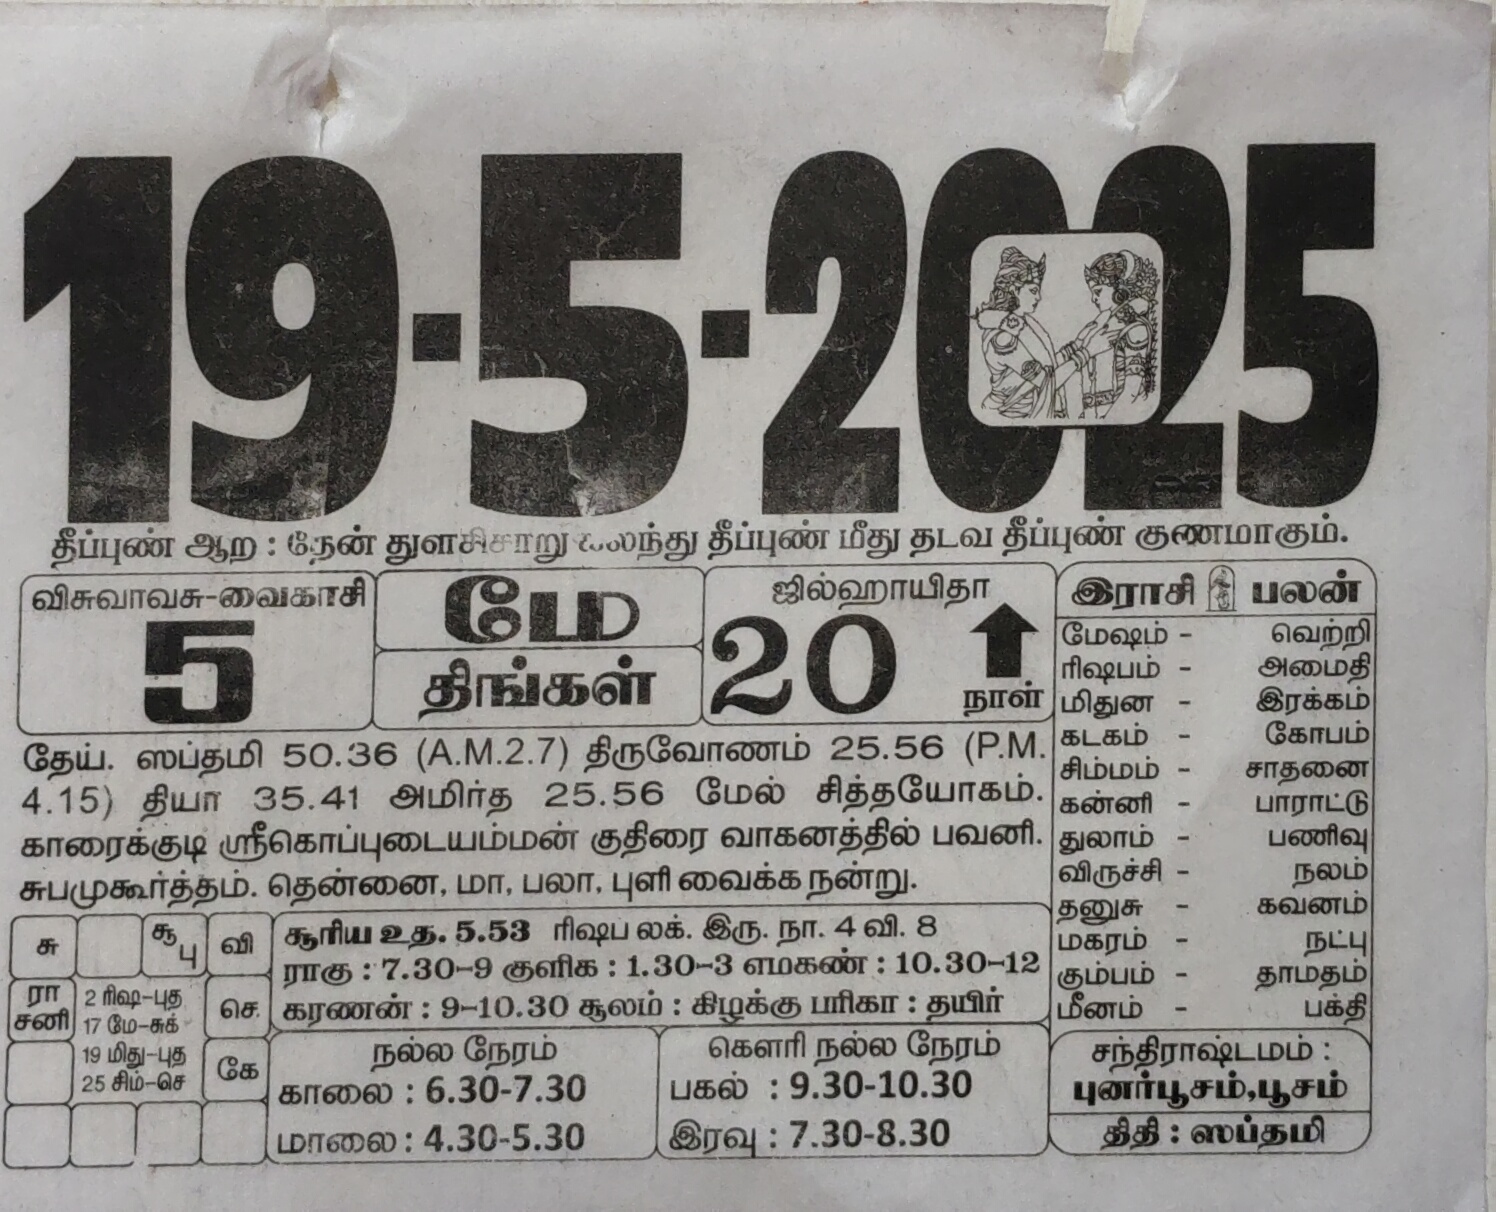 19-5-2025
தீப்புண் ஆற : தேன் துளசிசாறு கலந்து தீப்புண் மீது தடவ தீப்புண் குணமாகும்.
விசுவாவசு-வைகாசி
5
மே
திங்கள்
ஜில்ஹாயிதா
20
நாள்
தேய். ஸப்தமி 50.36 (A.M.2.7) திருவோணம் 25.56 (P.M.
4.15) தியா 35.41 அமிர்த 25.56 மேல் சித்தயோகம்.
காரைக்குடி ஸ்ரீகொப்புடையம்மன் குதிரை வாகனத்தில் பவனி.
சுபமுகூர்த்தம். தென்னை, மா, பலா, புளி வைக்க நன்று.
இராசி பலன்
மேஷம் - வெற்றி
ரிஷபம் - அமைதி
மிதுன - இரக்கம்
கடகம் - கோபம்
சிம்மம் - சாதனை
கன்னி - பாராட்டு
துலாம் - பணிவு
விருச்சி - நலம்
தனுசு - கவனம்
மகரம் - நட்பு
கும்பம் - தாமதம்
மீனம் - பக்தி
சு
சூ
பு
வி
ரா
சனி
2 ரிஷ-புத
17 மே-சுக்
19 மிது-புத
25 சிம்-செ
செ
கே
சூரிய உத. 5.53 ரிஷப லக். இரு. நா. 4 வி. 8
ராகு : 7.30-9 குளிக : 1.30-3 எமகண் : 10.30-12
கரணன் : 9-10.30 சூலம் : கிழக்கு பரிகா : தயிர்
நல்ல நேரம்
காலை : 6.30-7.30
மாலை : 4.30-5.30
கௌரி நல்ல நேரம்
பகல் : 9.30-10.30
இரவு : 7.30-8.30
சந்திராஷ்டமம் :
புனர்பூசம்,பூசம்
திதி : ஸப்தமி